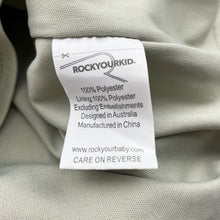 ROCKYOURKID.
100% Polyester
Lining:100% Polyester
Excluding Embellishments
Designed in Australia
Manufactured in China
www.rockyourbaby.com
CARE ON REVERSE